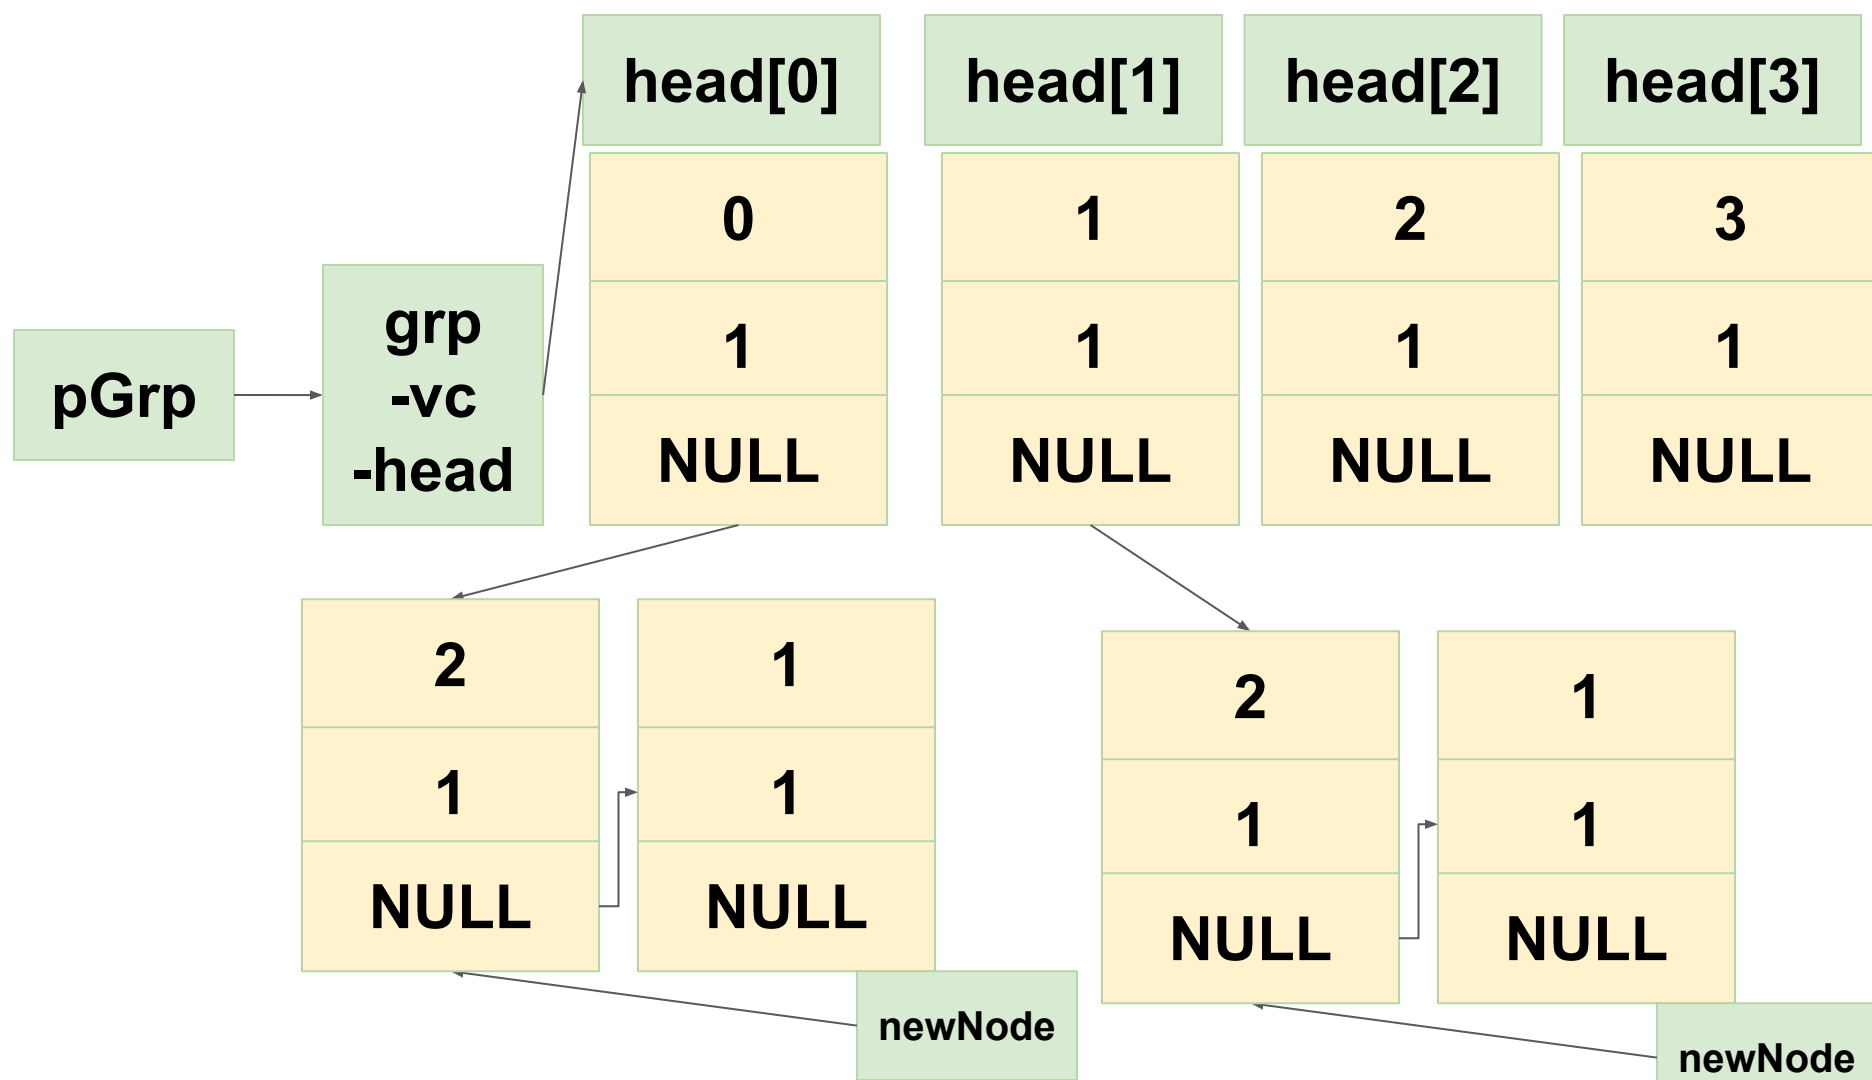 head[0]
head[1]
head[2]
head[3]
0
1
2
3
1
1
1
1
NULL
NULL
NULL
NULL
pGrp
grp
-vc
-head
2
1
1
1
NULL
NULL
newNode
2
1
1
1
NULL
NULL
newNode